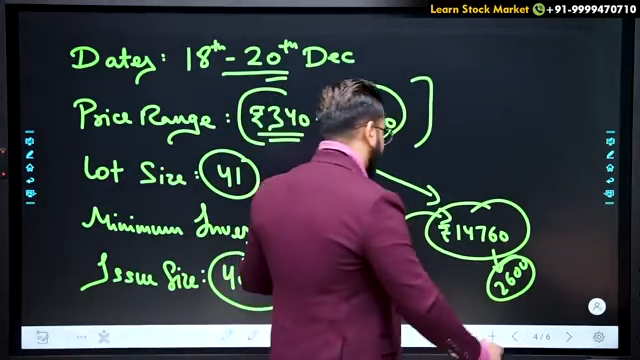 Learn Stock Market +91-9999470710
Dates: 18th - 20th Dec
Price Range: ₹340
Lot Size: 41
Minimum
₹14760
Issue Size:
2600
4/6